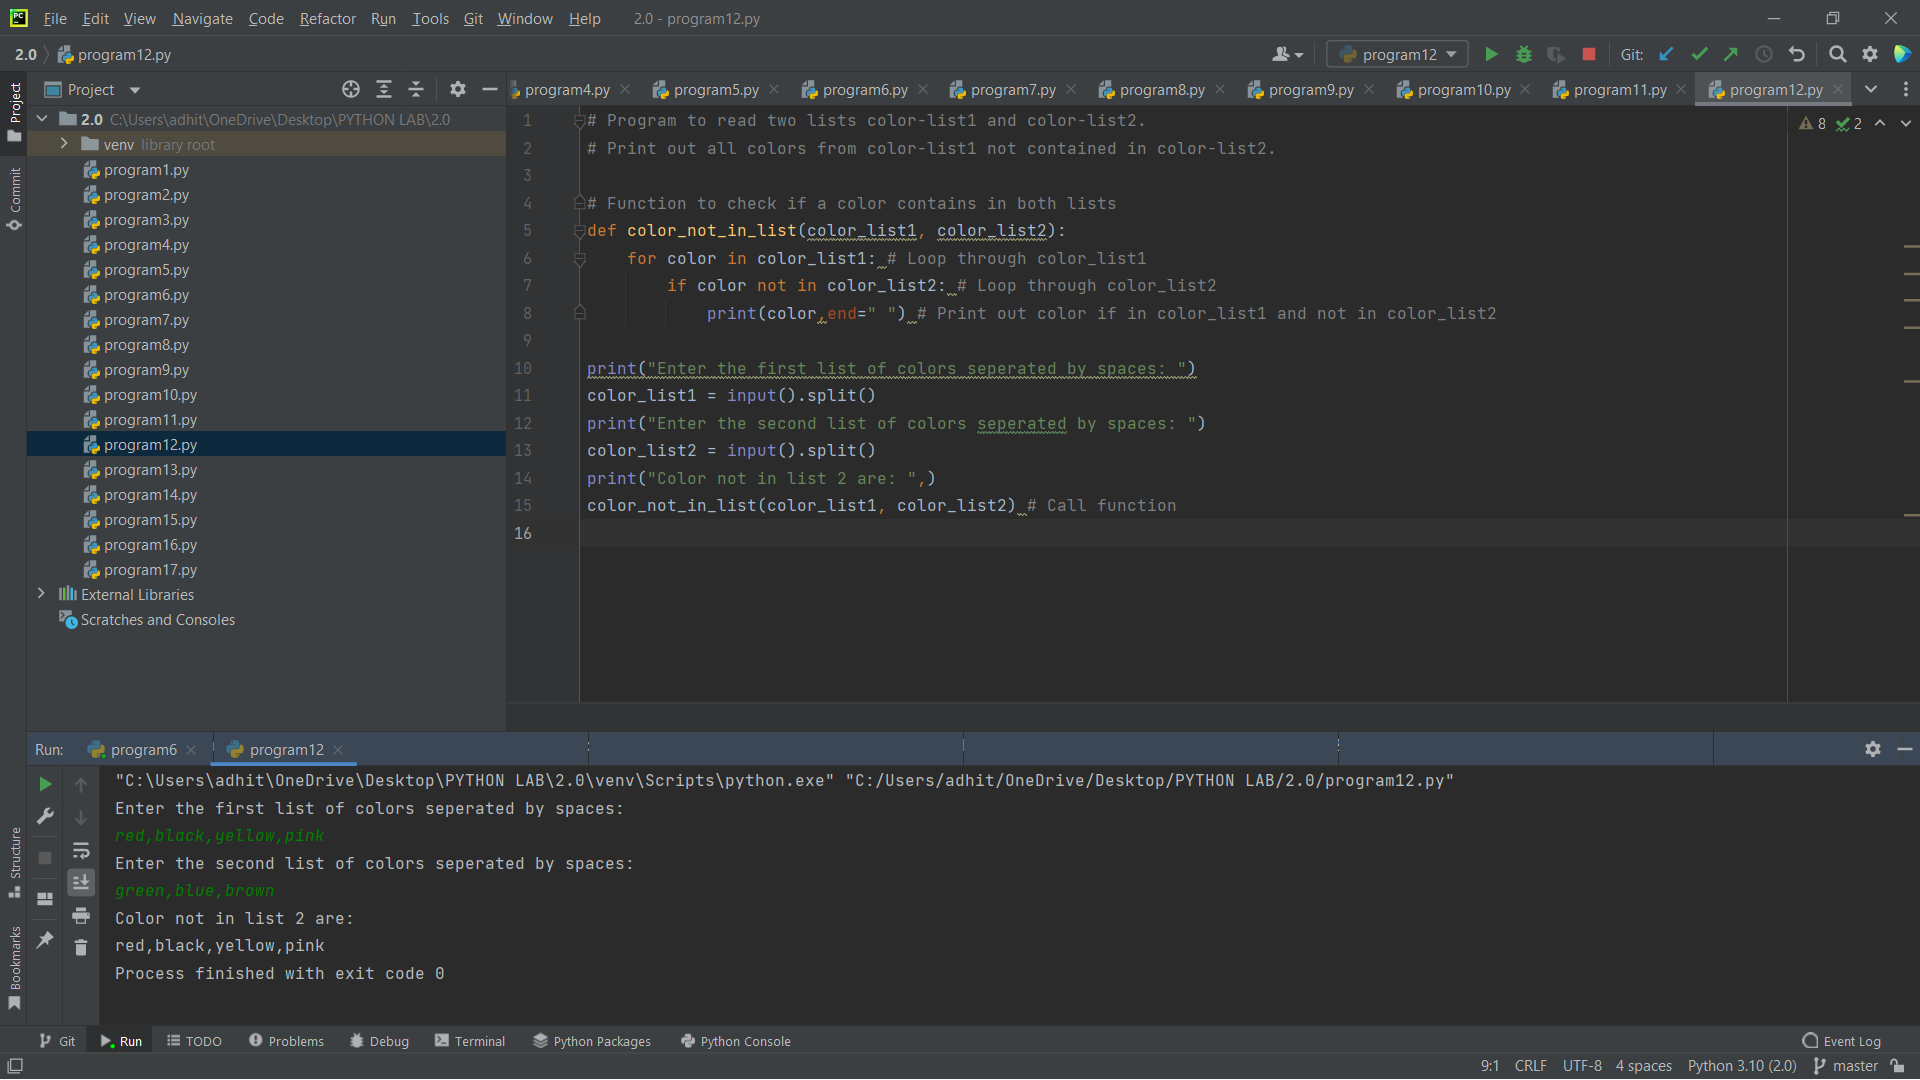 File Edit View Navigate Code Refactor Run Tools Git Window Help 2.0 - program12.py
2.0 program12.py
program12 Git:
Project
program4.py program5.py program6.py program7.py program8.py program9.py program10.py program11.py program12.py
Project
Commit
Structure
Bookmarks
2.0 C:\Users\adhit\OneDrive\Desktop\PYTHON LAB\2.0
venv library root
program1.py
program2.py
program3.py
program4.py
program5.py
program6.py
program7.py
program8.py
program9.py
program10.py
program11.py
program12.py
program13.py
program14.py
program15.py
program16.py
program17.py
External Libraries
Scratches and Consoles
8 2
1 # Program to read two lists color-list1 and color-list2.
2 # Print out all colors from color-list1 not contained in color-list2.
3
4 # Function to check if a color contains in both lists
5 def color_not_in_list(color_list1, color_list2):
6     for color in color_list1: # Loop through color_list1
7         if color not in color_list2: # Loop through color_list2
8             print(color,end=" ") # Print out color if in color_list1 and not in color_list2
9
10 print("Enter the first list of colors seperated by spaces: ")
11 color_list1 = input().split()
12 print("Enter the second list of colors seperated by spaces: ")
13 color_list2 = input().split()
14 print("Color not in list 2 are: ",)
15 color_not_in_list(color_list1, color_list2) # Call function
16
Run: program6 program12
"C:\Users\adhit\OneDrive\Desktop\PYTHON LAB\2.0\venv\Scripts\python.exe" "C:/Users/adhit/OneDrive/Desktop/PYTHON LAB/2.0/program12.py"
Enter the first list of colors seperated by spaces:
red,black,yellow,pink
Enter the second list of colors seperated by spaces:
green,blue,brown
Color not in list 2 are:
red,black,yellow,pink
Process finished with exit code 0
Git Run TODO Problems Debug Terminal Python Packages Python Console Event Log
9:1 CRLF UTF-8 4 spaces Python 3.10 (2.0) master